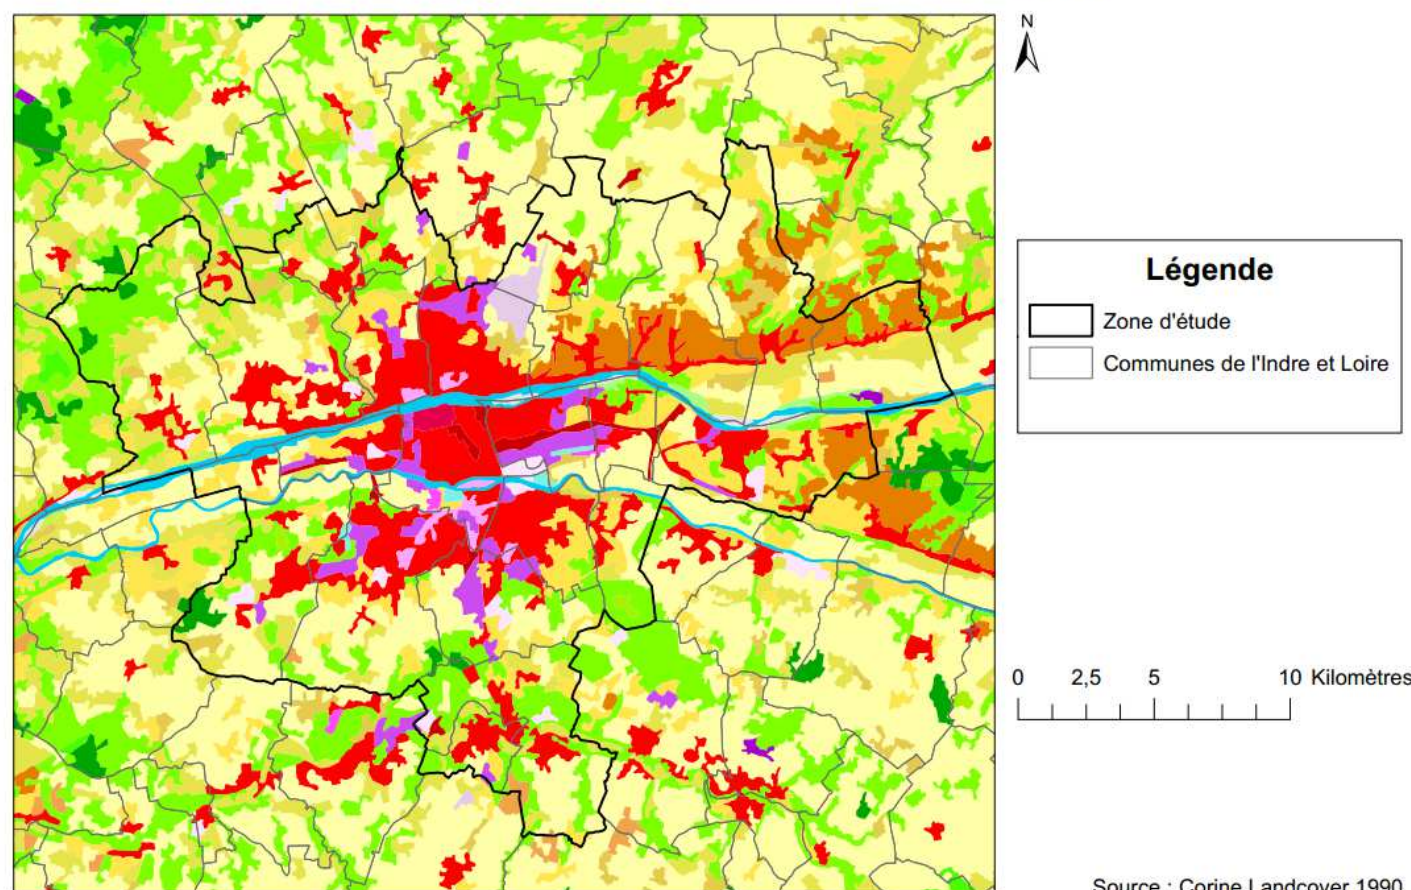 N
Légende
Zone d'étude
Communes de l'Indre et Loire
0 2,5 5 10 Kilomètres
Source : Corine Landcover 1990